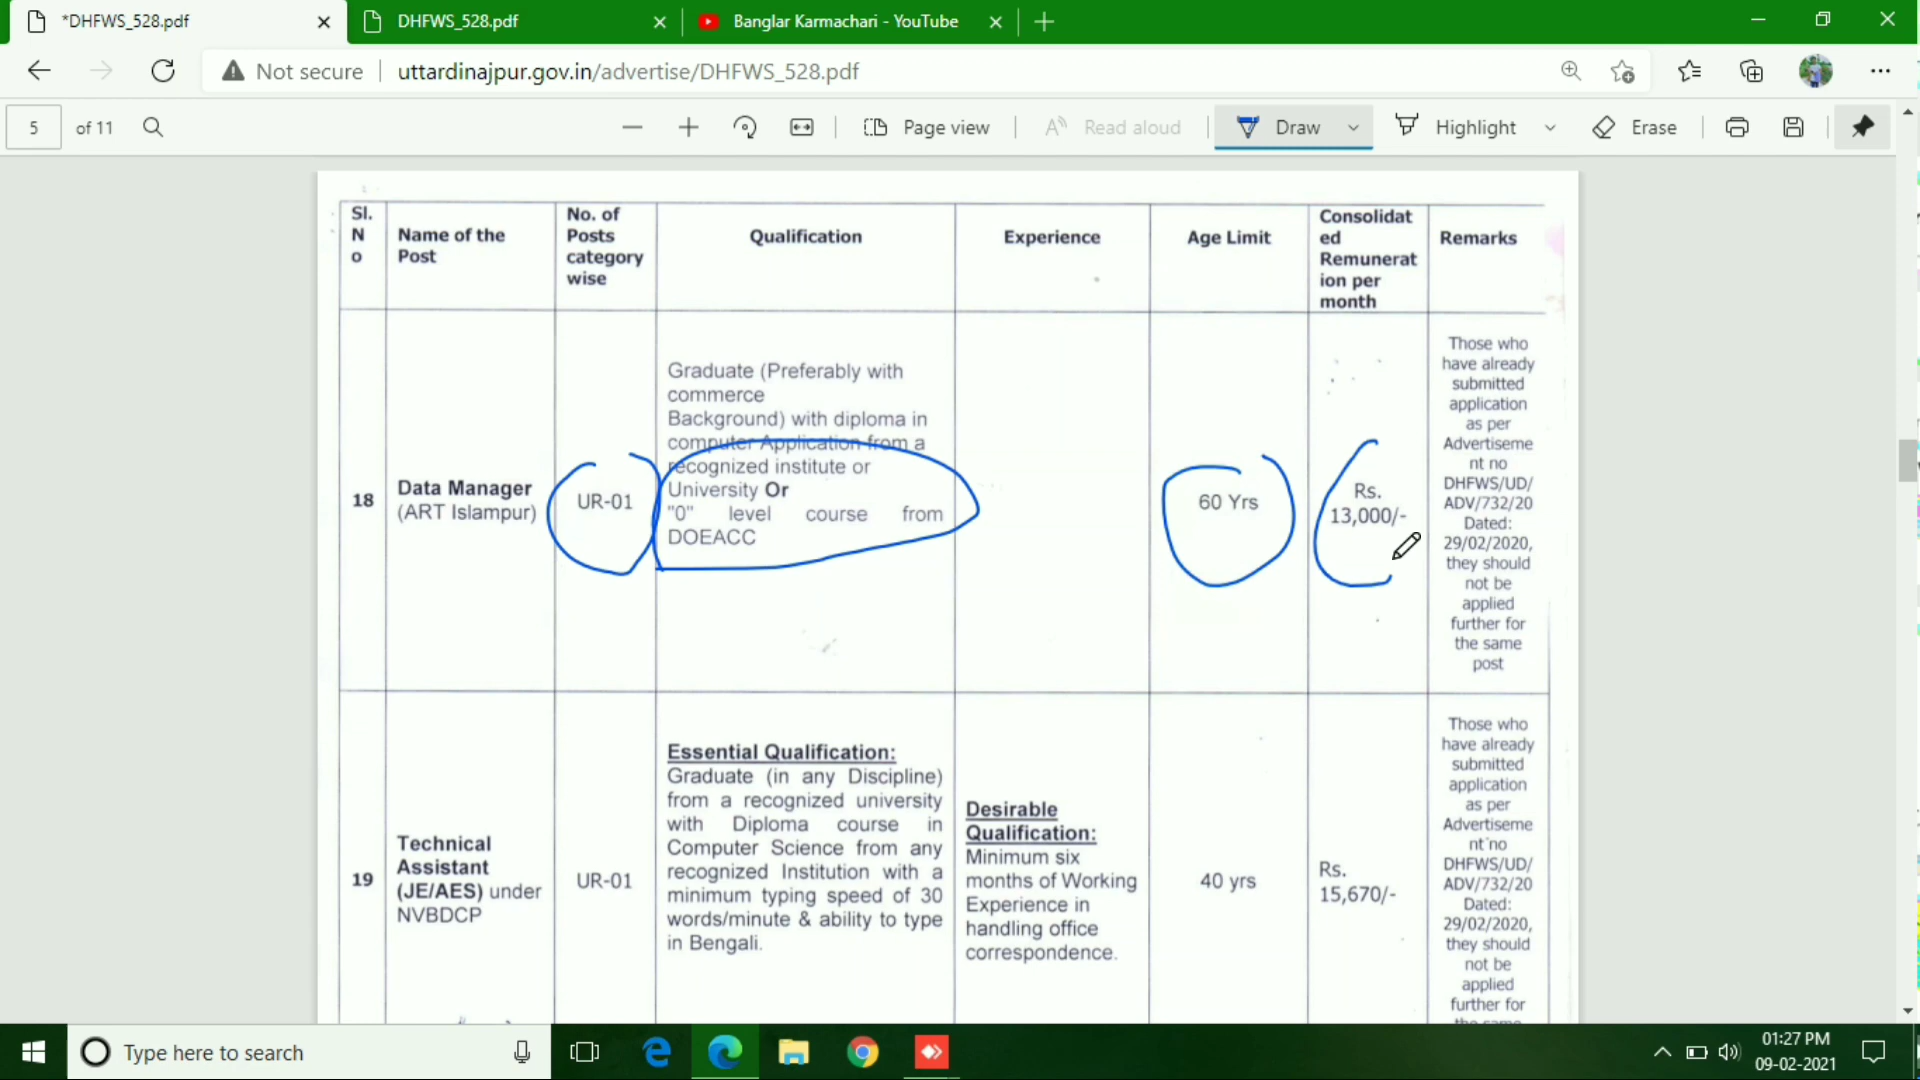 *DHFWS_528.pdf
DHFWS_528.pdf
Banglar Karmachari - YouTube
Not secure
uttardinajpur.gov.in/advertise/DHFWS_528.pdf
5
of 11
Page view
Read aloud
Draw
Highlight
Erase
Sl.
N
o
Name of the
Post
No. of
Posts
category
wise
Qualification
Experience
Age Limit
Consolidat
ed
Remunerat
ion per
month
Remarks
18
Data Manager
(ART Islampur)
UR-01
Graduate (Preferably with
commerce
Background) with diploma in
computer Application from a
recognized institute or
University Or
"0" level course from
DOEACC
60 Yrs
Rs.
13,000/-
Those who
have already
submitted
application
as per
Advertiseme
nt no
DHFWS/UD/
ADV/732/20
Dated:
29/02/2020,
they should
not be
applied
further for
the same
post
19
Technical
Assistant
(JE/AES) under
NVBDCP
UR-01
Essential Qualification:
Graduate (in any Discipline)
from a recognized university
with Diploma course in
Computer Science from any
recognized Institution with a
minimum typing speed of 30
words/minute & ability to type
in Bengali.
Desirable
Qualification:
Minimum six
months of Working
Experience in
handling office
correspondence.
40 yrs
Rs.
15,670/-
Those who
have already
submitted
application
as per
Advertiseme
nt no
DHFWS/UD/
ADV/732/20
Dated:
29/02/2020,
they should
not be
applied
further for
Type here to search
01:27 PM
09-02-2021